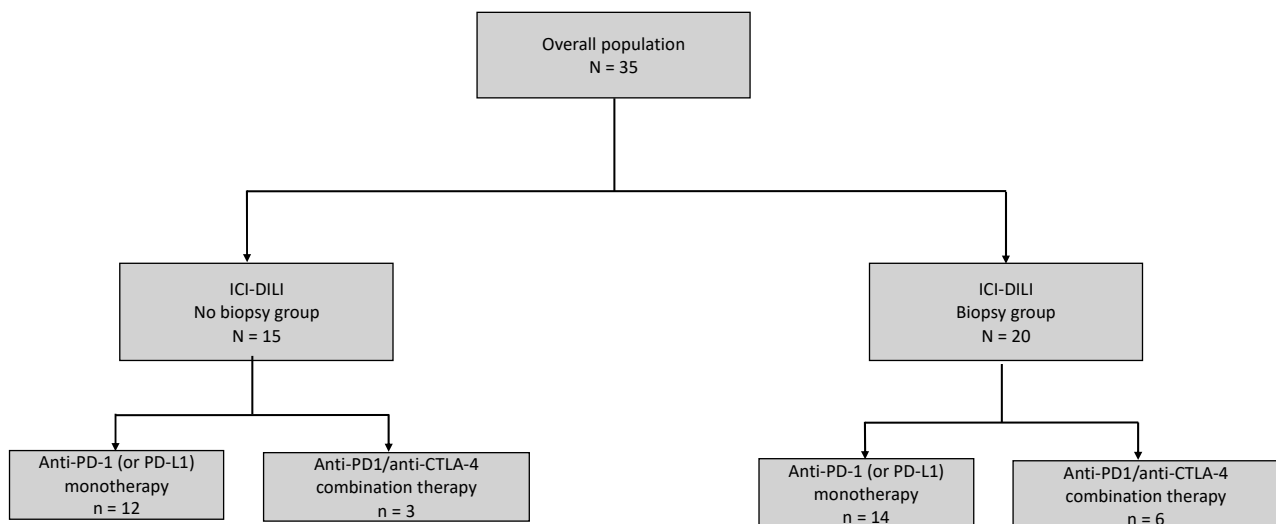 Overall population
N = 35
ICI-DILI
No biopsy group
N = 15
ICI-DILI
Biopsy group
N = 20
Anti-PD-1 (or PD-L1)
monotherapy
n = 12
Anti-PD1/anti-CTLA-4
combination therapy
n = 3
Anti-PD-1 (or PD-L1)
monotherapy
n = 14
Anti-PD1/anti-CTLA-4
combination therapy
n = 6